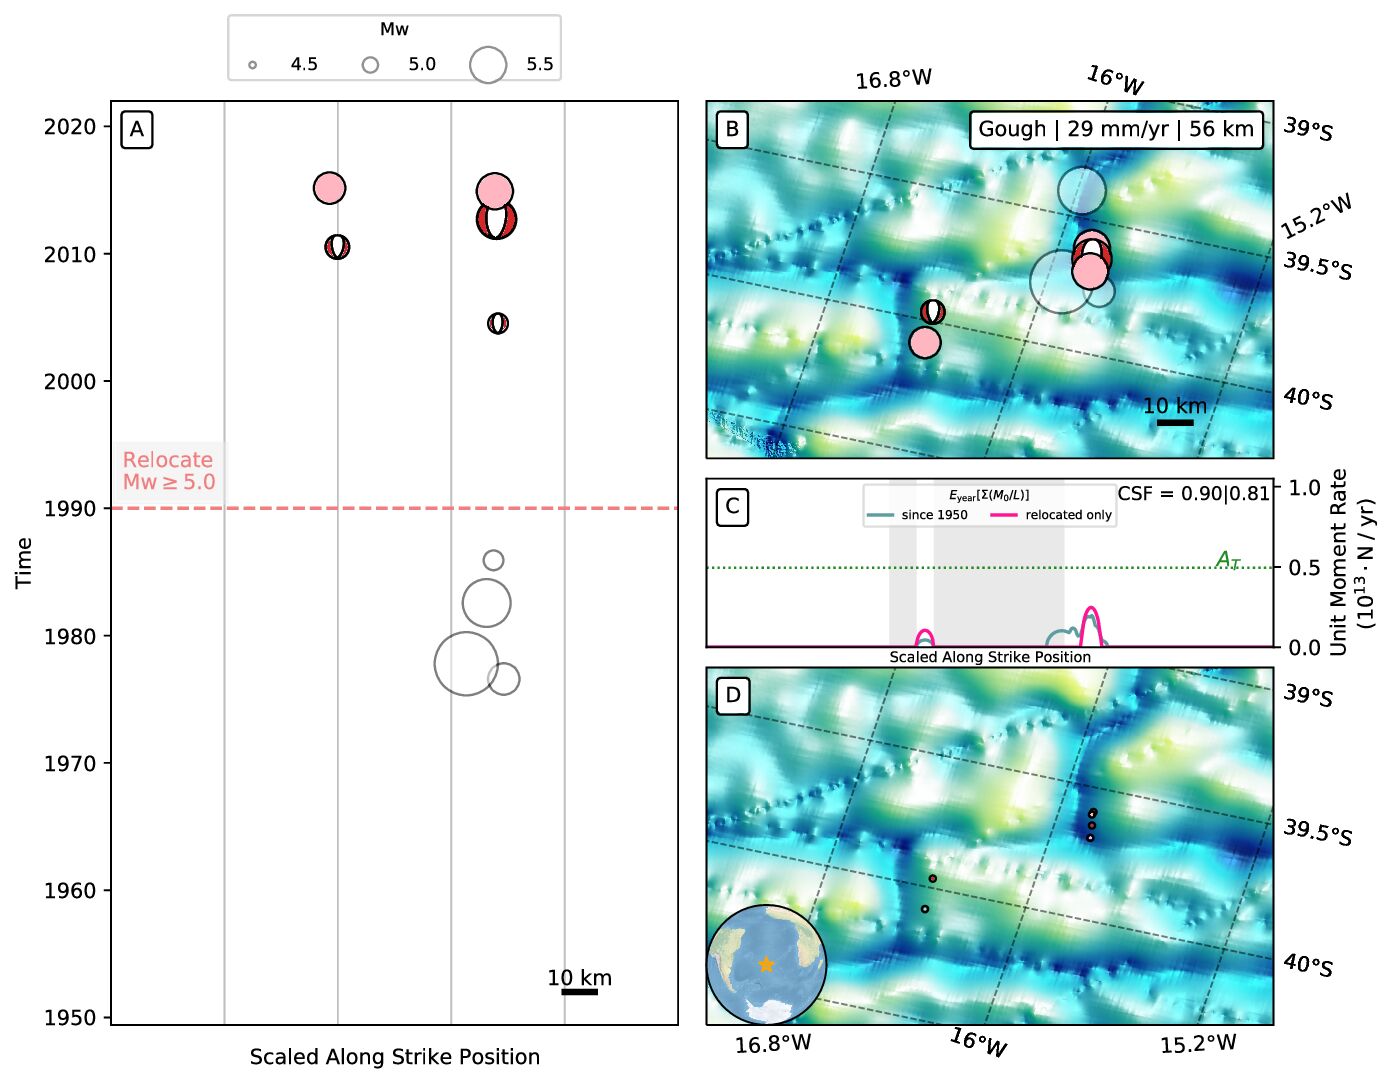 Mw
4.5 5.0 5.5
A
2020
2010
2000
1990
1980
1970
1960
1950
Time
Relocate
Mw ≥ 5.0
10 km
Scaled Along Strike Position
16.8°W 16°W
B
Gough | 29 mm/yr | 56 km
39°S
15.2°W
39.5°S
40°S
10 km
C
E_year[Σ(M₀/L)]
since 1950 relocated only
CSF = 0.90|0.81
A_T
1.0
0.5
0.0
Unit Moment Rate
(10¹³ · N / yr)
Scaled Along Strike Position
D
39°S
39.5°S
40°S
16.8°W 16°W 15.2°W